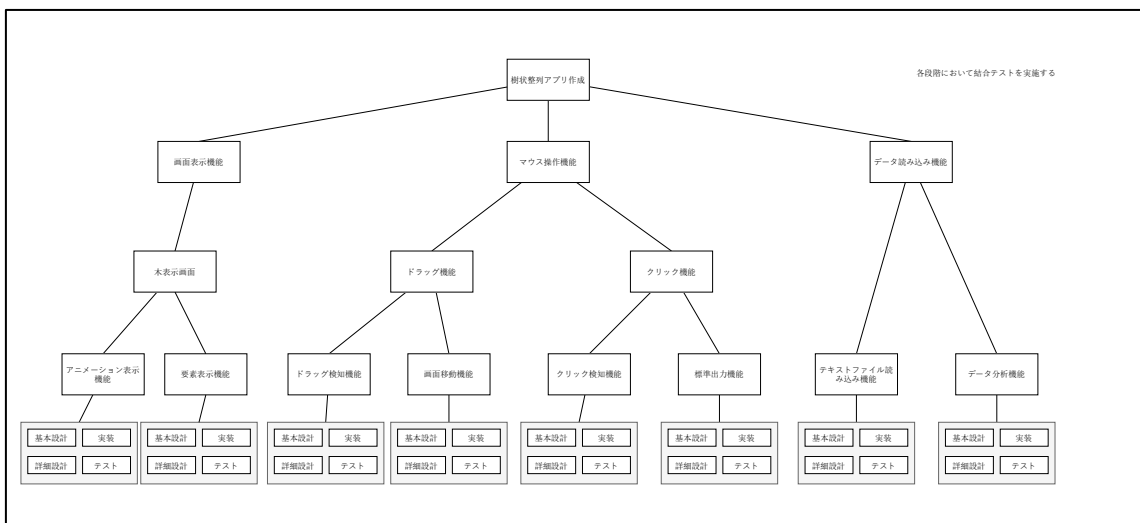 樹状整列アプリ作成
各段階において結合テストを実施する
画面表示機能
マウス操作機能
データ読み込み機能
木表示画面
ドラッグ機能
クリック機能
アニメーション表示
機能
要素表示機能
ドラッグ検知機能
画面移動機能
クリック検知機能
標準出力機能
テキストファイル読
み込み機能
データ分析機能
基本設計 実装
詳細設計 テスト
基本設計 実装
詳細設計 テスト
基本設計 実装
詳細設計 テスト
基本設計 実装
詳細設計 テスト
基本設計 実装
詳細設計 テスト
基本設計 実装
詳細設計 テスト
基本設計 実装
詳細設計 テスト
基本設計 実装
詳細設計 テスト